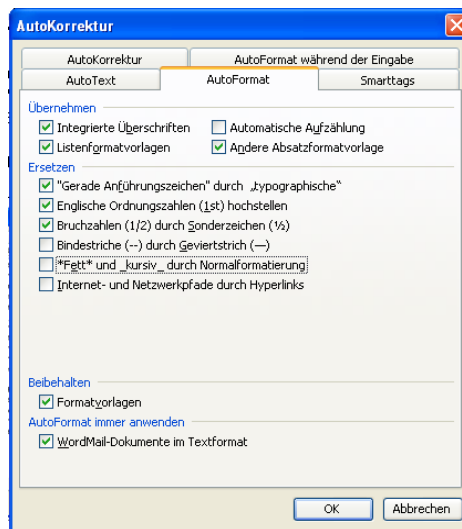 AutoKorrektur
AutoKorrektur AutoFormat während der Eingabe
AutoText AutoFormat Smarttags
Übernehmen
Integrierte Überschriften Automatische Aufzählung
Listenformatvorlagen Andere Absatzformatvorlage
Ersetzen
"Gerade Anführungszeichen" durch „typographische“
Englische Ordnungszahlen (1st) hochstellen
Bruchzahlen (1/2) durch Sonderzeichen (½)
Bindestriche (--) durch Geviertstrich (—)
*Fett* und _kursiv_ durch Normalformatierung
Internet- und Netzwerkpfade durch Hyperlinks
Beibehalten
Formatvorlagen
AutoFormat immer anwenden
WordMail-Dokumente im Textformat
OK Abbrechen